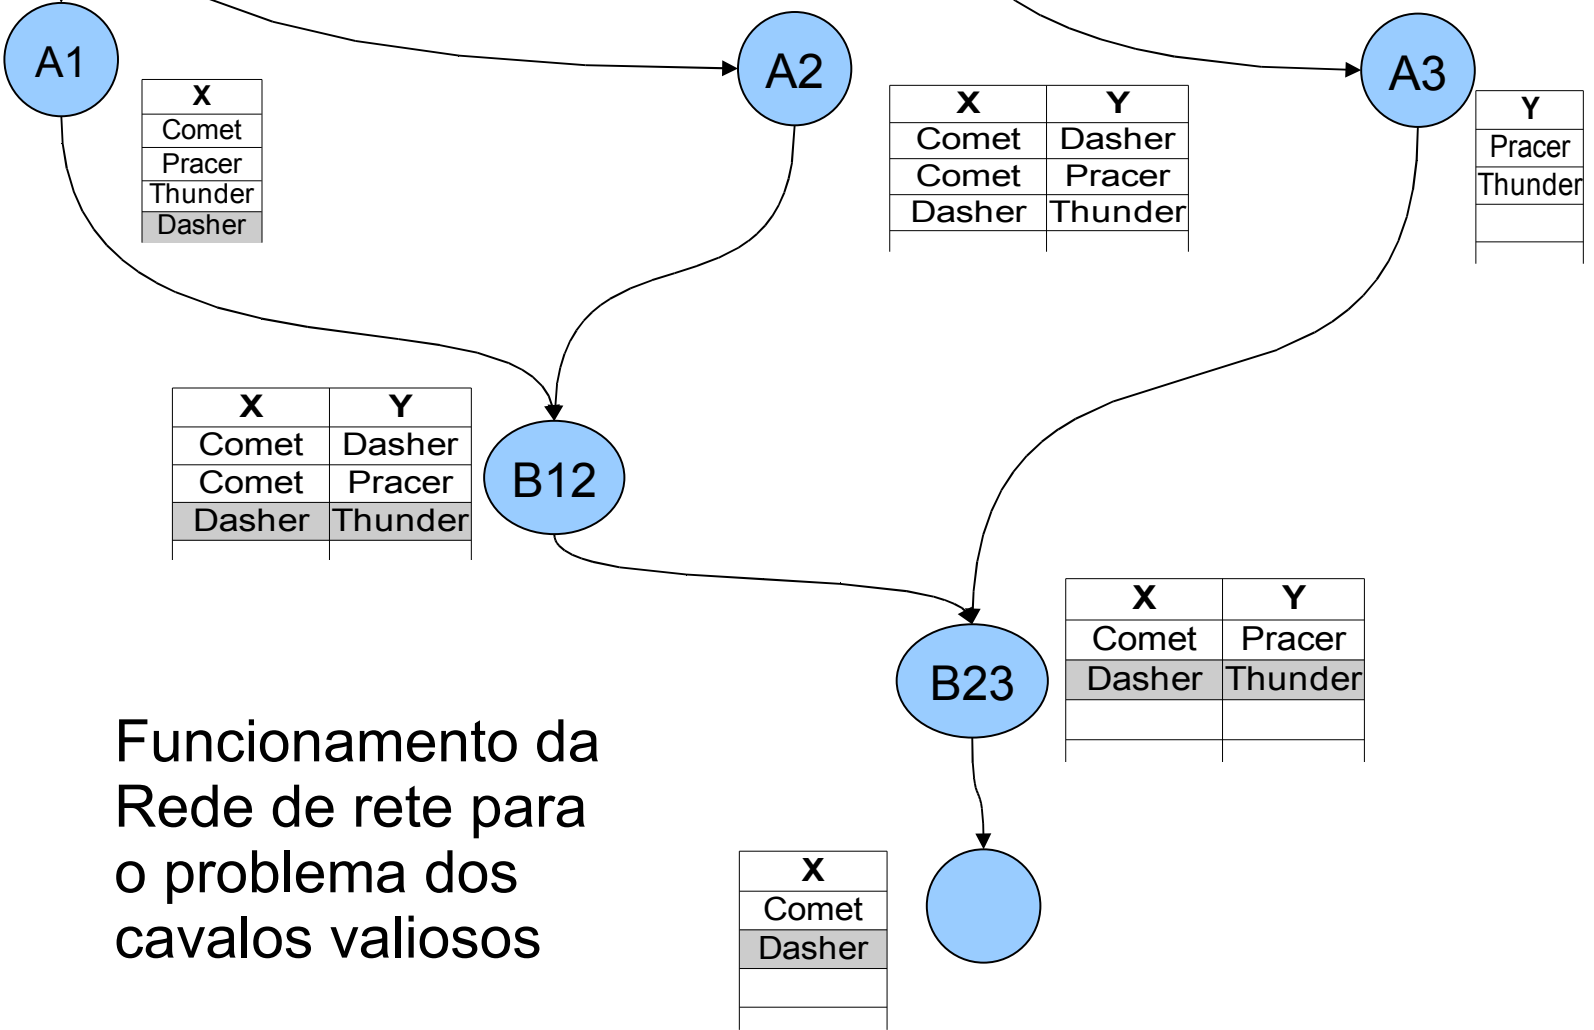 A1
A2
A3
X
Comet
Pracer
Thunder
Dasher
X Y
Comet Dasher
Comet Pracer
Dasher Thunder
Y
Pracer
Thunder
X Y
Comet Dasher
Comet Pracer
Dasher Thunder
B12
B23
X Y
Comet Pracer
Dasher Thunder
Funcionamento da
Rede de rete para
o problema dos
cavalos valiosos
X
Comet
Dasher